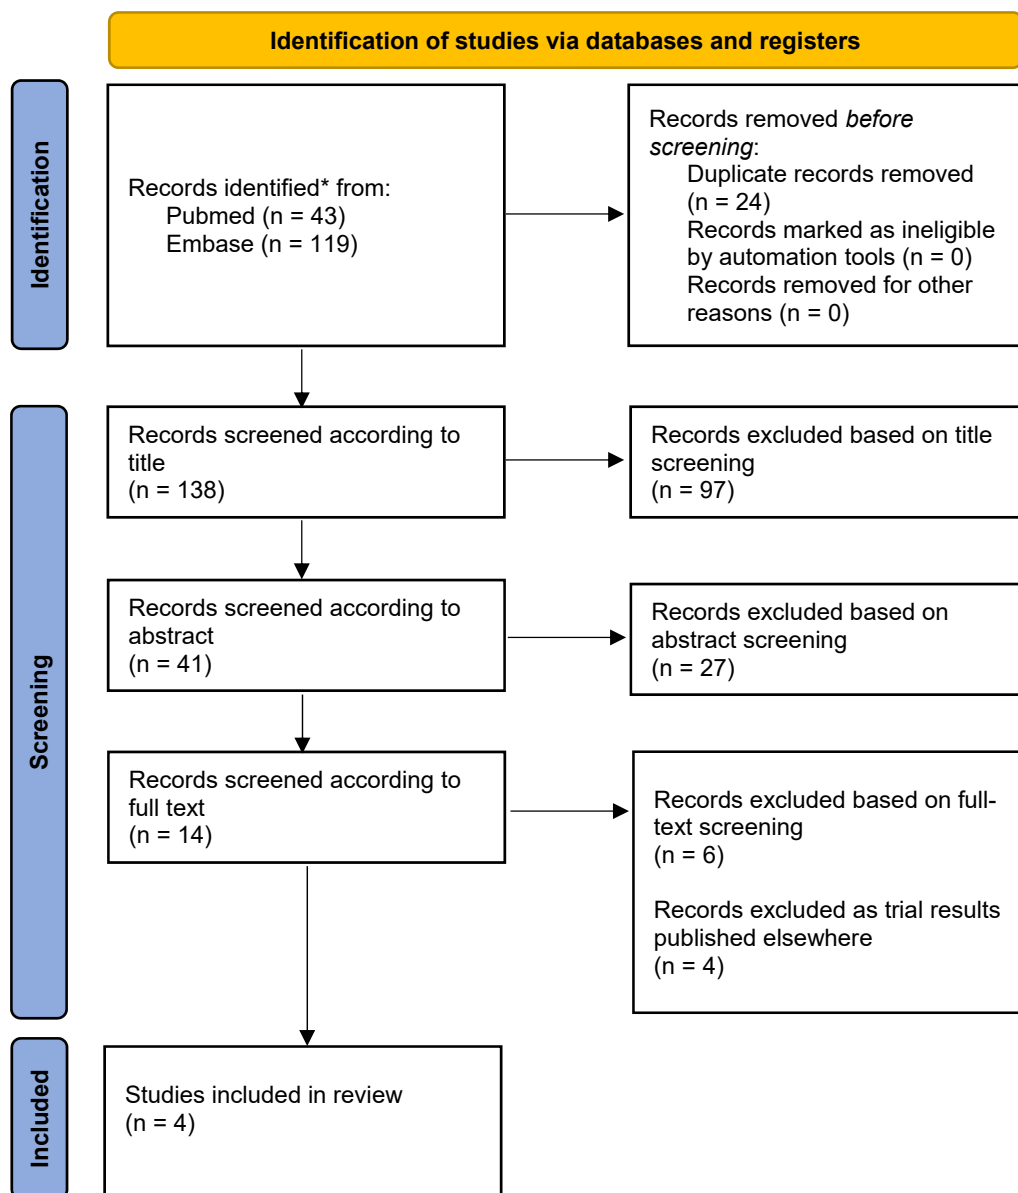 Identification of studies via databases and registers
Identification
Records identified* from:
Pubmed (n = 43)
Embase (n = 119)
Records removed before
screening:
Duplicate records removed
(n = 24)
Records marked as ineligible
by automation tools (n = 0)
Records removed for other
reasons (n = 0)
Screening
Records screened according to
title
(n = 138)
Records excluded based on title
screening
(n = 97)
Records screened according to
abstract
(n = 41)
Records excluded based on
abstract screening
(n = 27)
Records screened according to
full text
(n = 14)
Records excluded based on full-
text screening
(n = 6)
Records excluded as trial results
published elsewhere
(n = 4)
Included
Studies included in review
(n = 4)